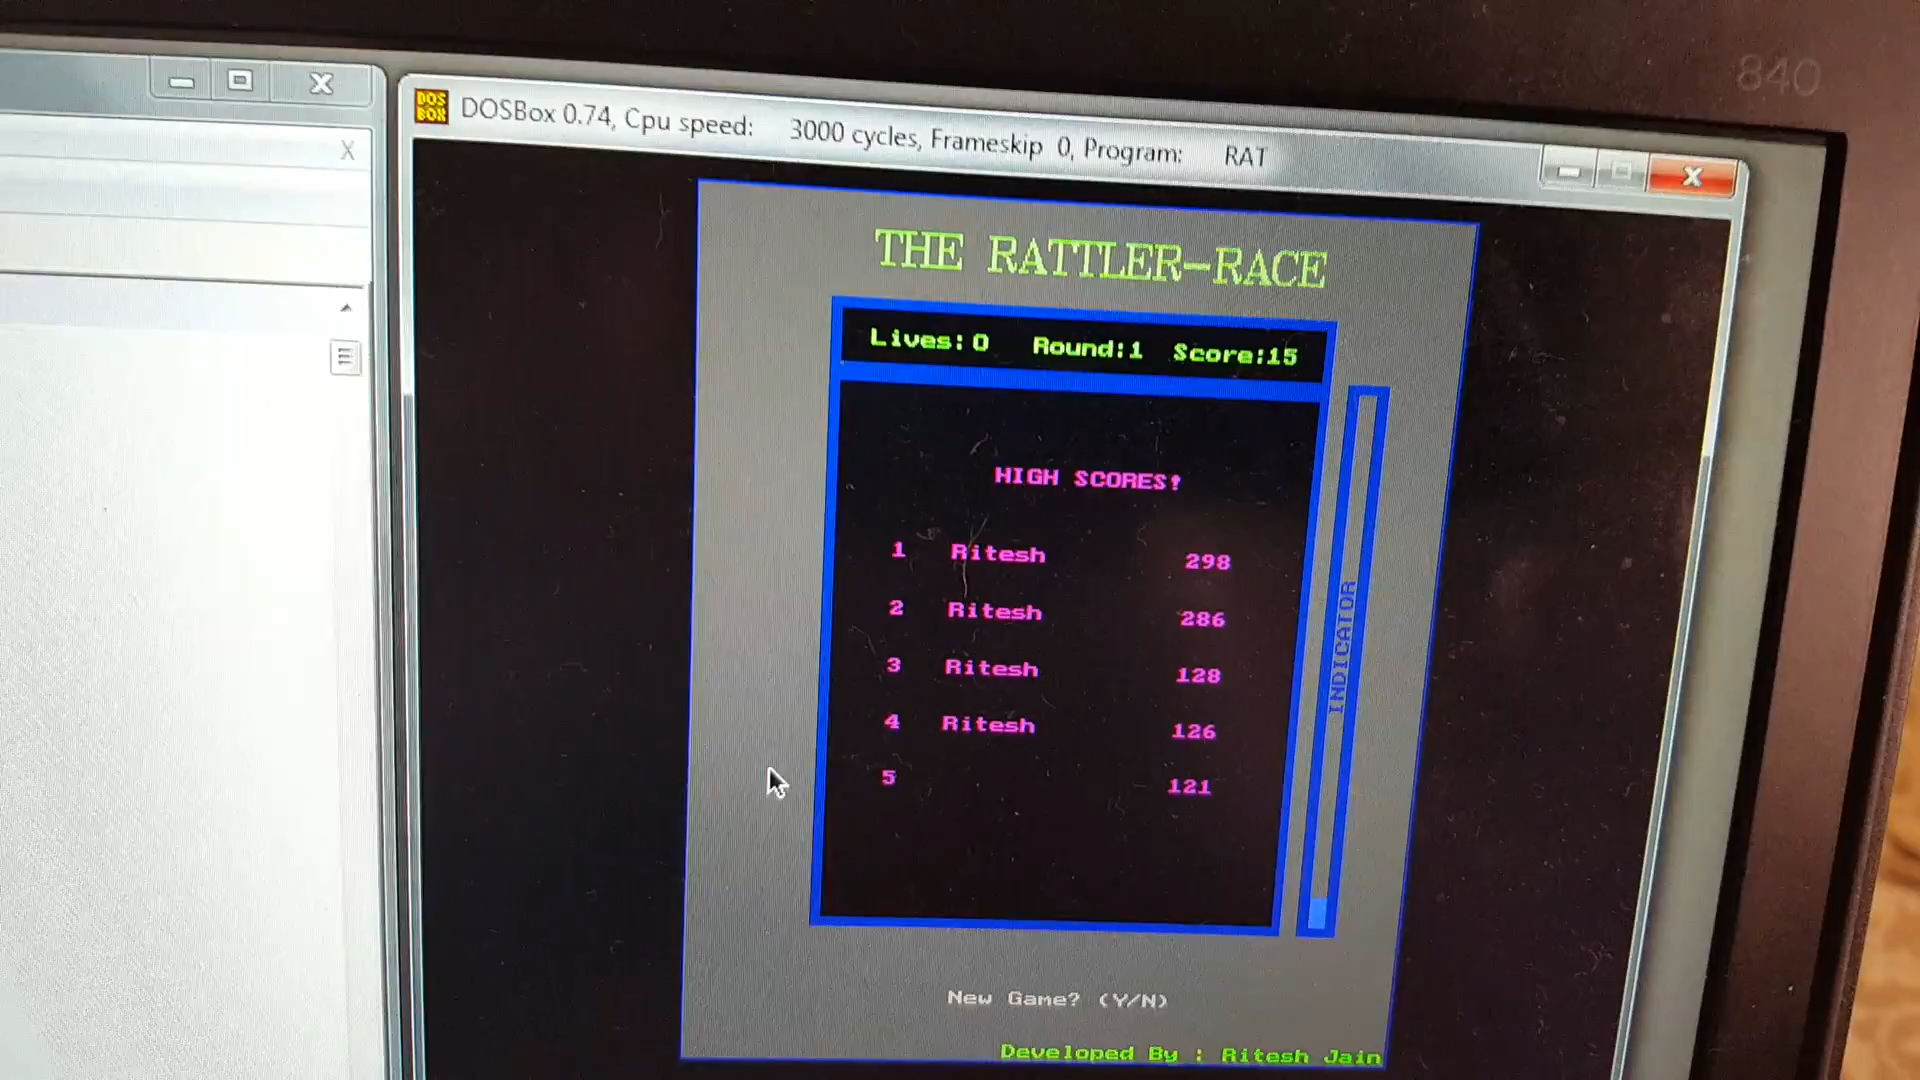 840
X
DOS
BOX
DOSBox 0.74, Cpu speed: 3000 cycles, Frameskip 0, Program: RAT
THE RATTLER-RACE
Lives:0 Round:1 Score:15
HIGH SCORES!
1 Ritesh 298
2 Ritesh 286
3 Ritesh 128
4 Ritesh 126
5 121
INDICATOR
New Game? (Y/N)
Developed By : Ritesh Jain